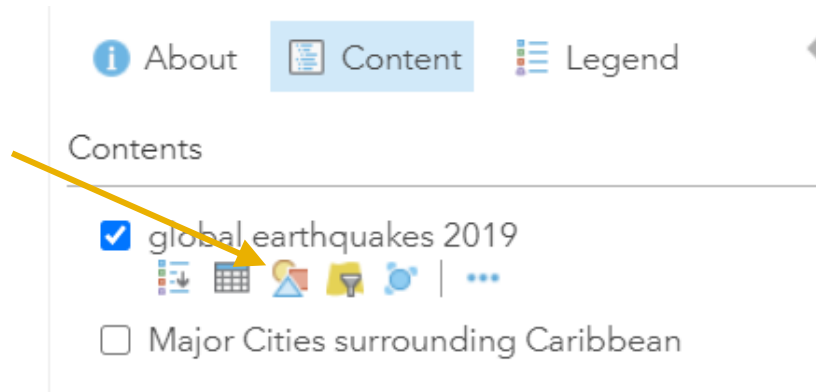 About Content Legend
Contents
global earthquakes 2019
Major Cities surrounding Caribbean